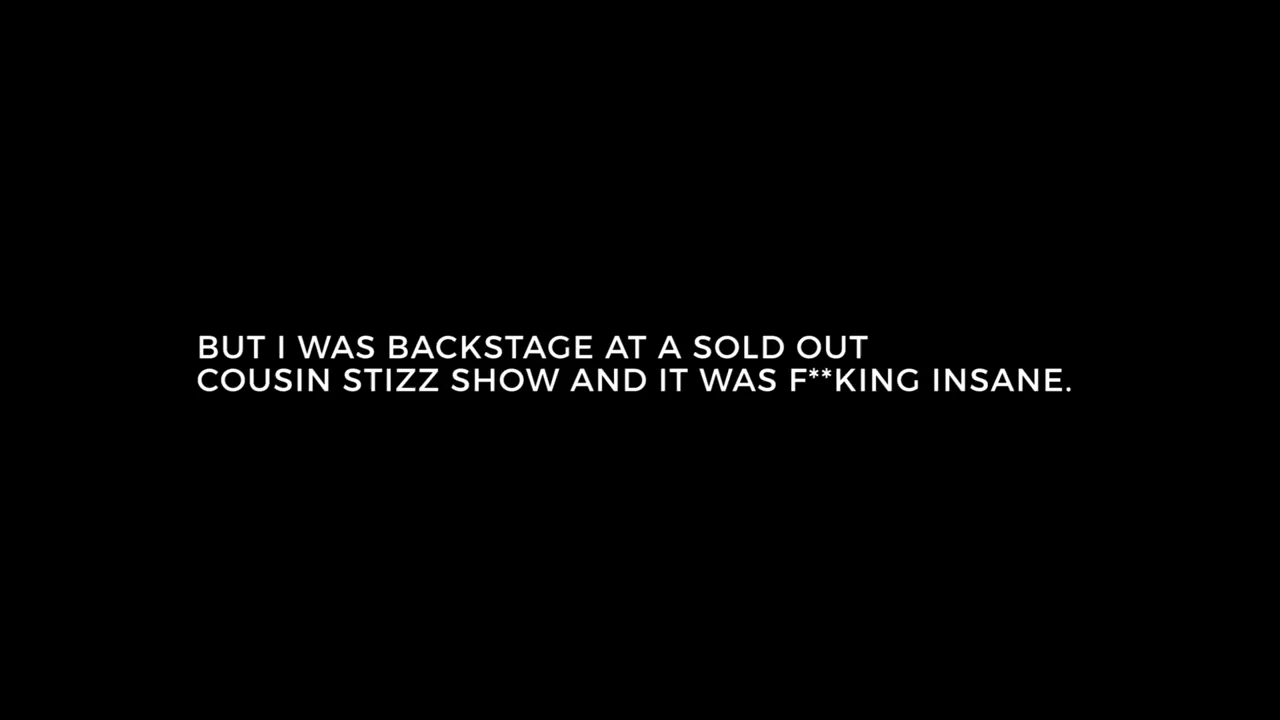 BUT I WAS BACKSTAGE AT A SOLD OUT
COUSIN STIZZ SHOW AND IT WAS F**KING INSANE.